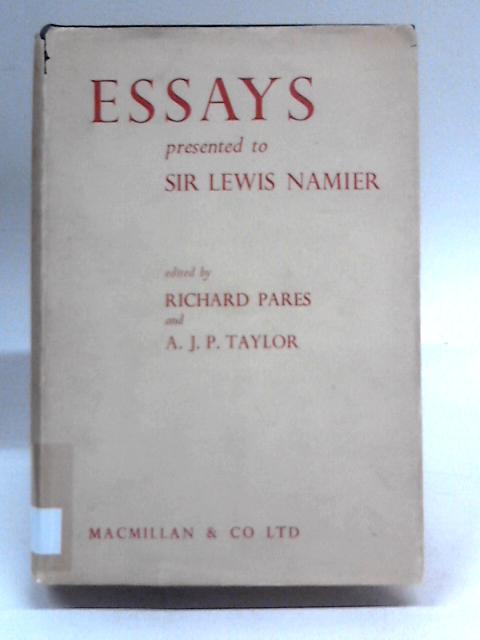 ESSAYS
presented to
SIR LEWIS NAMIER
edited by
RICHARD PARES
and
A. J. P. TAYLOR
MACMILLAN & CO LTD